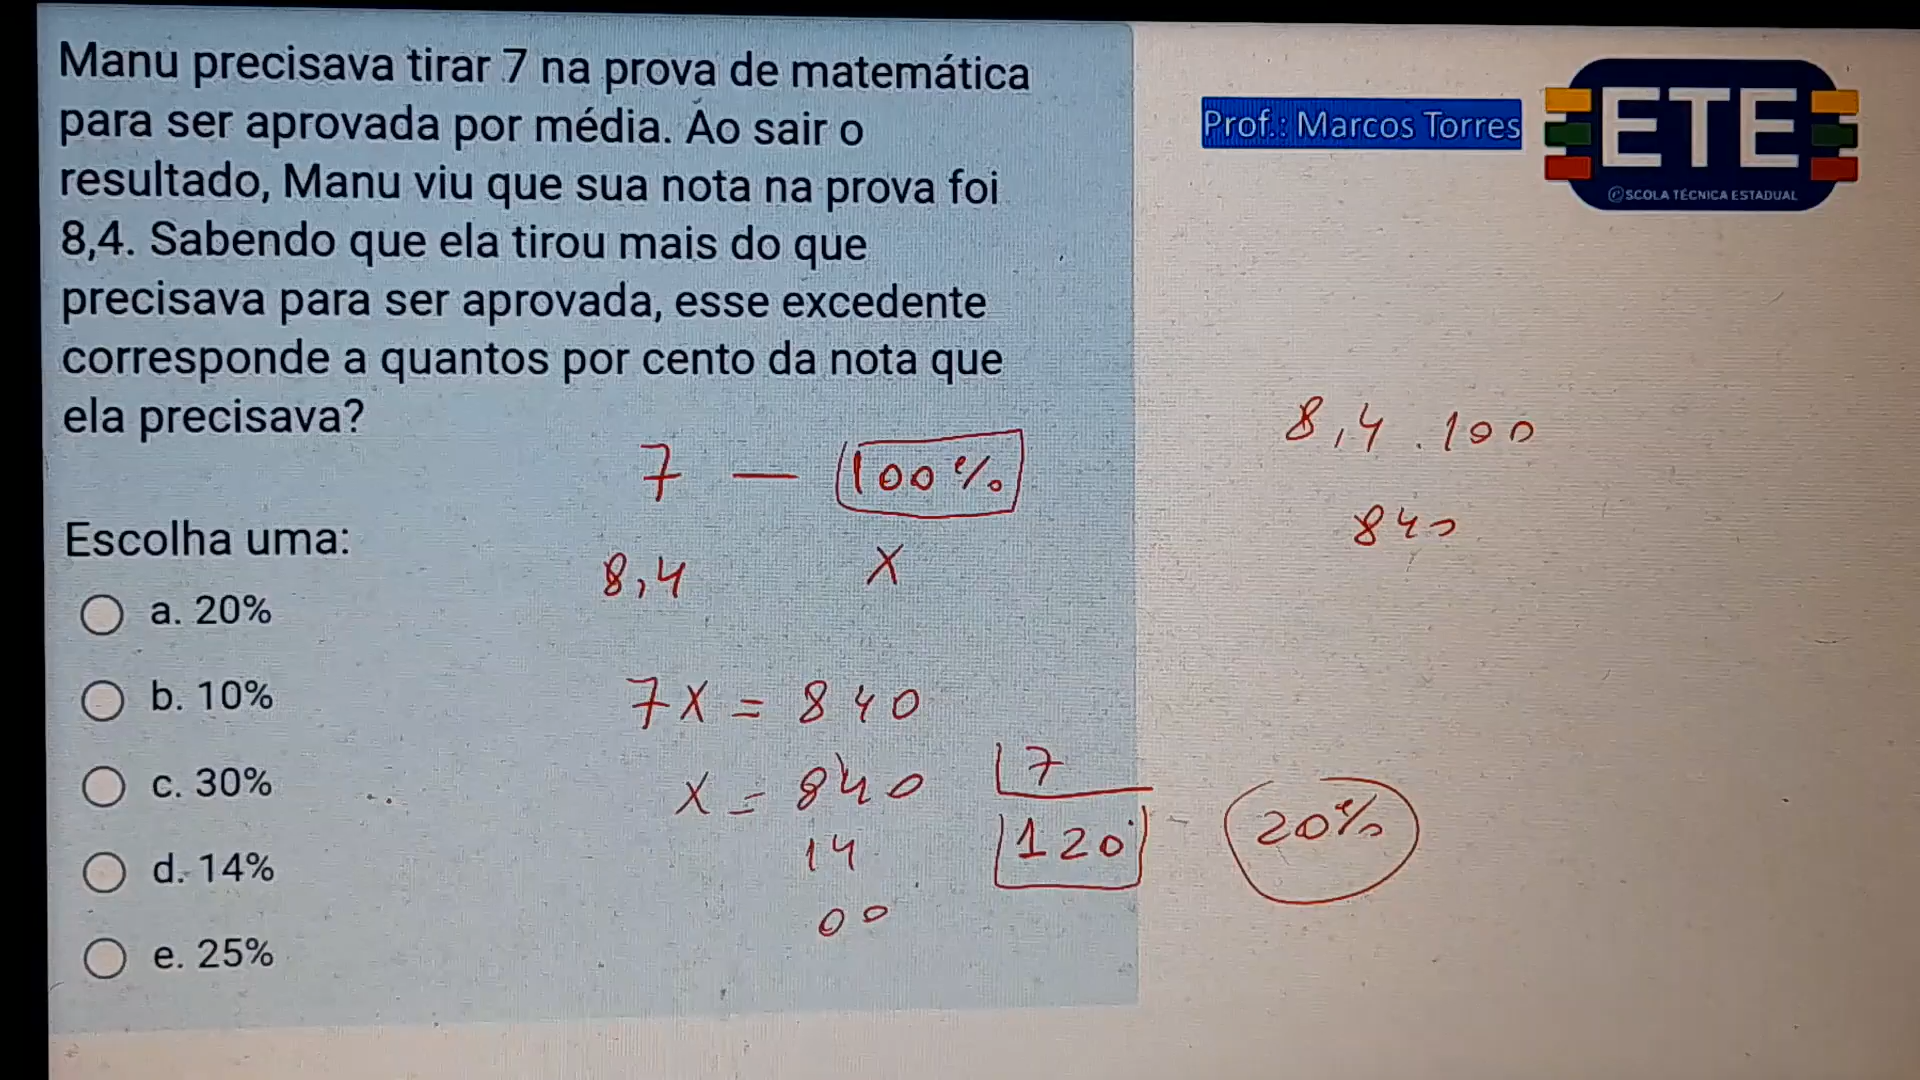 Manu precisava tirar 7 na prova de matemática
para ser aprovada por média. Ao sair o
resultado, Manu viu que sua nota na prova foi
8,4. Sabendo que ela tirou mais do que
precisava para ser aprovada, esse excedente
corresponde a quantos por cento da nota que
ela precisava?
Escolha uma:
a. 20%
b. 10%
c. 30%
d. 14%
e. 25%
7 — 100%
8,4 x
7x = 840
x = 840 7
14 120
00
20%
Prof.: Marcos Torres
ETE
ESCOLA TÉCNICA ESTADUAL
8,4 . 100
840